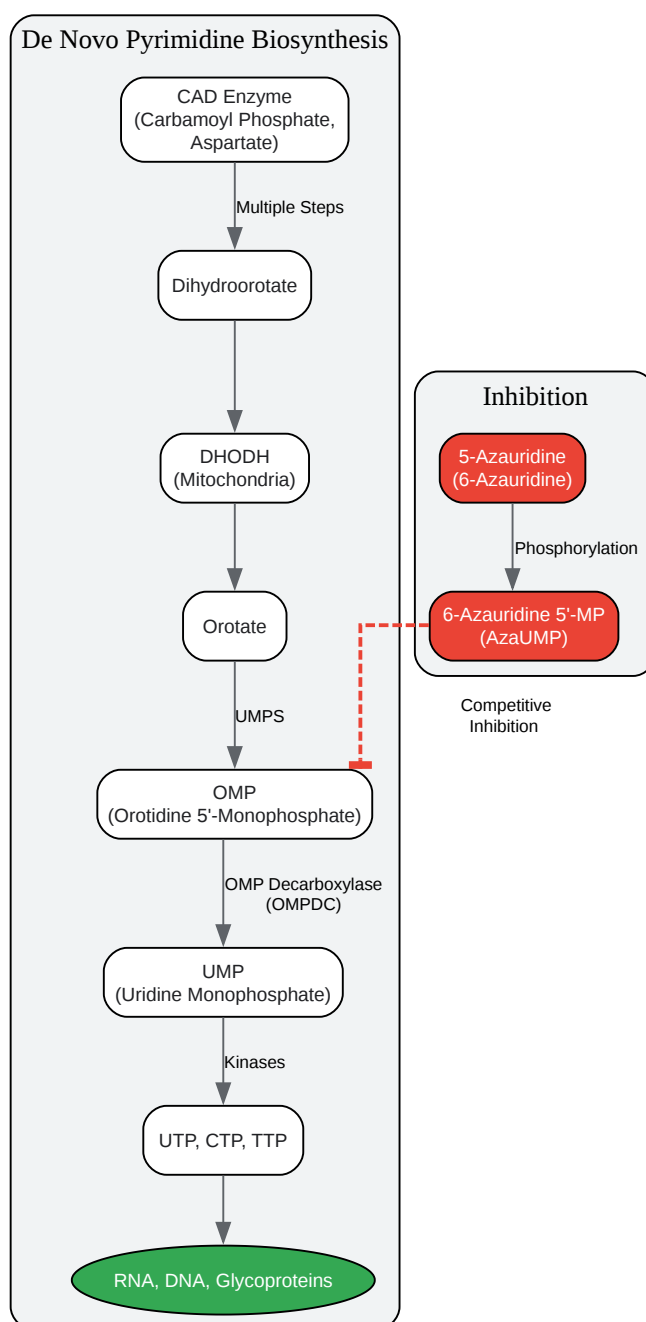 De Novo Pyrimidine Biosynthesis
CAD Enzyme
(Carbamoyl Phosphate,
Aspartate)
Multiple Steps
Dihydroorotate
DHODH
(Mitochondria)
Orotate
UMPS
OMP
(Orotidine 5'-Monophosphate)
OMP Decarboxylase
(OMPDC)
UMP
(Uridine Monophosphate)
Kinases
UTP, CTP, TTP
RNA, DNA, Glycoproteins
Inhibition
5-Azauridine
(6-Azauridine)
Phosphorylation
6-Azauridine 5'-MP
(AzaUMP)
Competitive
Inhibition